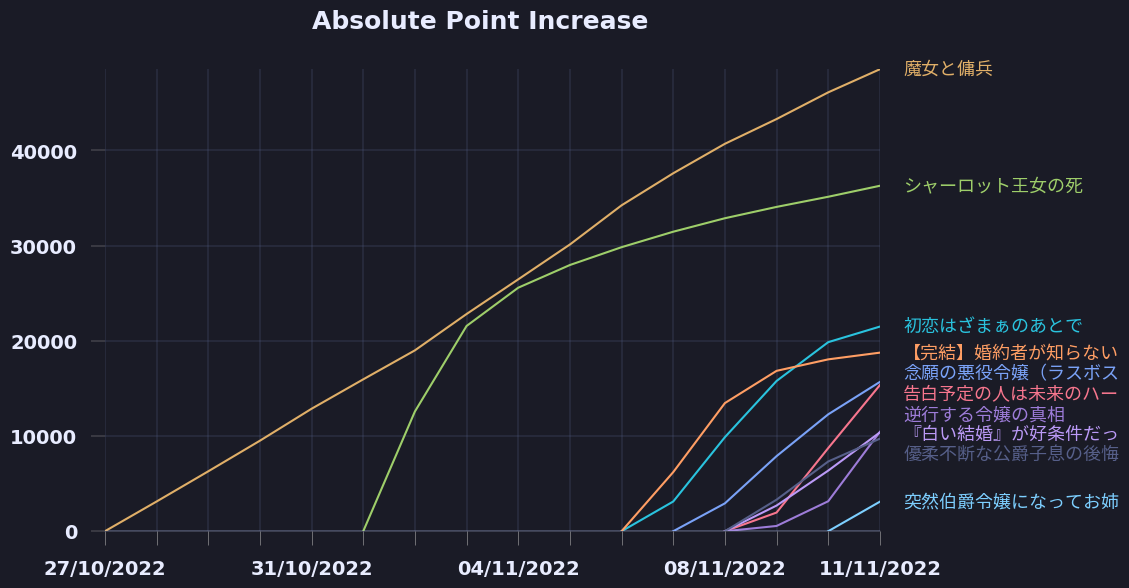 Absolute Point Increase
魔女と傭兵
40000
シャーロット王女の死
30000
初恋はざまぁのあとで
20000
【完結】婚約者が知らない
念願の悪役令嬢（ラスボス
告白予定の人は未来のハー
逆行する令嬢の真相
10000
『白い結婚』が好条件だっ
優柔不断な公爵子息の後悔
突然伯爵令嬢になってお姉
0
27/10/2022 31/10/2022 04/11/2022 08/11/2022 11/11/2022